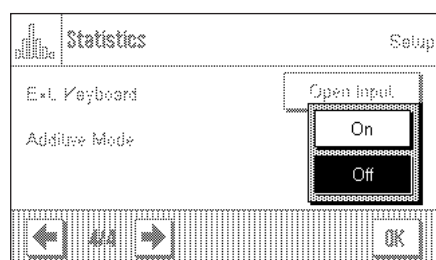 Statistics
Setup
Ext. Keyboard
Open Input
Additive Mode
On
Off
4/4
OK